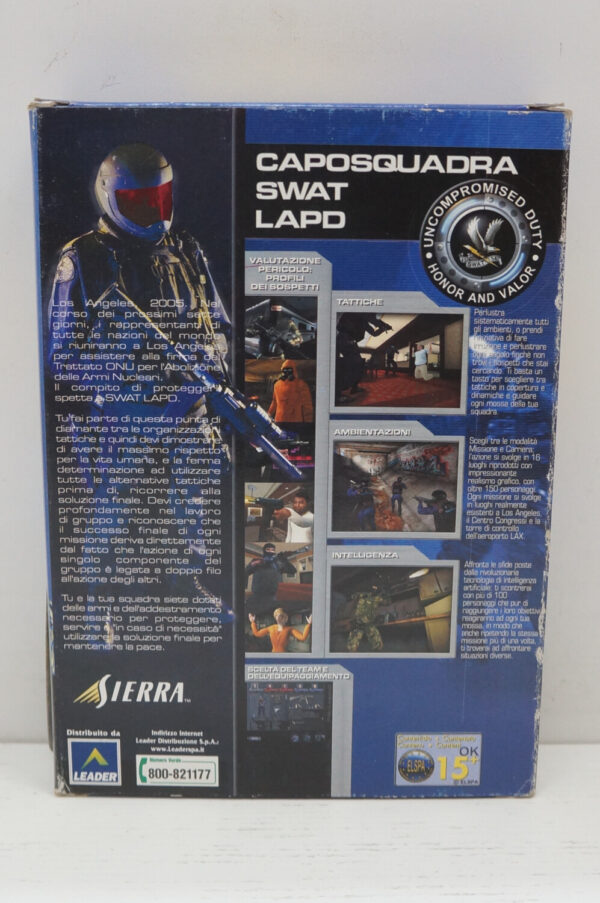 CAPOSQUADRA
SWAT
LAPD
UNCOMPROMISED DUTY
HONOR AND VALOR
SWAT
VALUTAZIONE
PERICOLO:
PROFILI
DEI SOSPETTI
Los Angeles, 2005. Nel
corso dei prossimi sette
giorni, i rappresentanti di
tutte le nazioni del mondo
si riuniranno a Los Angeles
per assistere alla firma del
Trattato ONU per l'Abolizione
delle Armi Nucleari.
Il compito di proteggerli
spetta a SWAT LAPD.
Tu fai parte di questa punta di
diamante tra le organizzazioni
tattiche e quindi devi dimostrare
di avere il massimo rispetto
per la vita umana, e la ferma
determinazione ad utilizzare
tutte le alternative tattiche
prima di, ricorrere alla
soluzione finale. Devi credere
profondamente nel lavoro
di gruppo e riconoscere che
il successo finale di ogni
missione deriva direttamente
dal fatto che l'azione di ogni
singolo componente del
gruppo è legata a doppio filo
all'azione degli altri.
Tu e la tua squadra siete dotati
delle armi e dell'addestramento
necessario per proteggere,
servire e "in caso di necessità"
utilizzare la soluzione finale per
mantenere la pace.
TATTICHE
Perlustra
sistematicamente tutti
gli ambienti, o prendi
l'iniziativa di fare
irruzione e perlustrare
ogni angolo finché non
trovi i sospetti che stai
cercando. Ti basta un
tasto per scegliere tra
tattiche in copertura e
dinamiche e guidare
ogni mossa della tua
squadra.
AMBIENTAZIONI
Scegli tre le modalità
Missione e Carriera,
l'azione si svolge in 16
luoghi riprodotti con
impressionante
realismo grafico, con
oltre 150 personaggi.
Ogni missione si svolge
in luoghi realmente
esistenti a Los Angeles,
il Centro Congressi e la
torre di controllo
dell'aeroporto LAX.
INTELLIGENZA
Affronta le sfide poste
dalla rivoluzionaria
tecnologia di intelligenza
artificiale: ti scontrerai
con più di 100
personaggi che pur di
raggiungere i loro obiettivi
reagiranno ad ogni tua
mossa, in modo che
anche ripetendo la stessa
missione più di una volta,
ti troverai ad affrontare
situazioni diverse.
SCELTA DEL TEAM E
DELL'EQUIPAGGIAMENTO
SIERRA™
Distribuito da
LEADER
Indirizzo Internet
Leader Distribuzione S.p.A.:
www.Leaderspa.it
Numero Verde
800-821177
ELSPA
15+
OK
© ELSPA